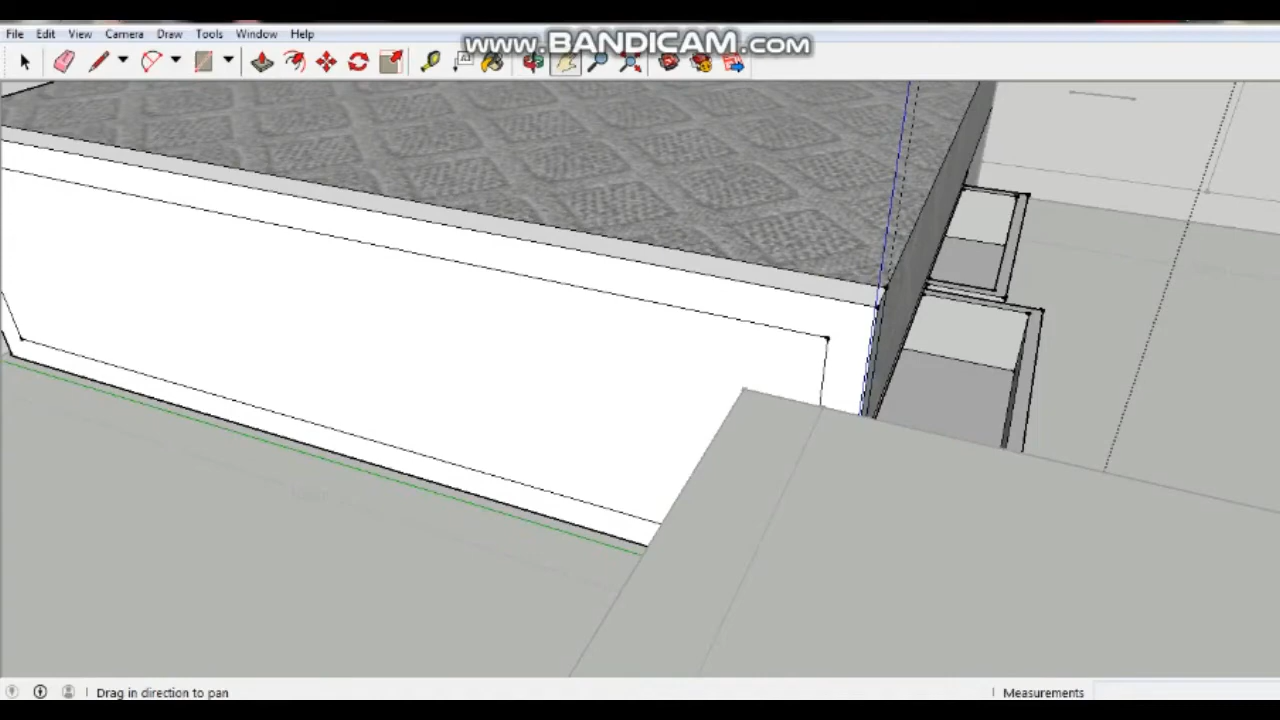 www.BANDICAM.com
File Edit View Camera Draw Tools Window Help
Drag in direction to pan
Measurements